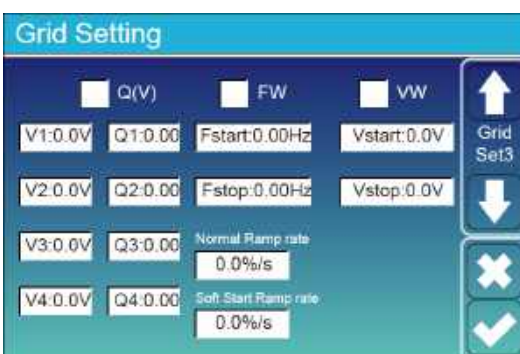 Grid Setting
Q(V) FW VW
V1:0.0V Q1:0.00 Fstart:0.00Hz Vstart:0.0V
Grid
Set3
V2:0.0V Q2:0.00 Fstop:0.00Hz Vstop:0.0V
V3:0.0V Q3:0.00 Normal Ramp rate
0.0%/s
V4:0.0V Q4:0.00 Soft Start Ramp rate
0.0%/s